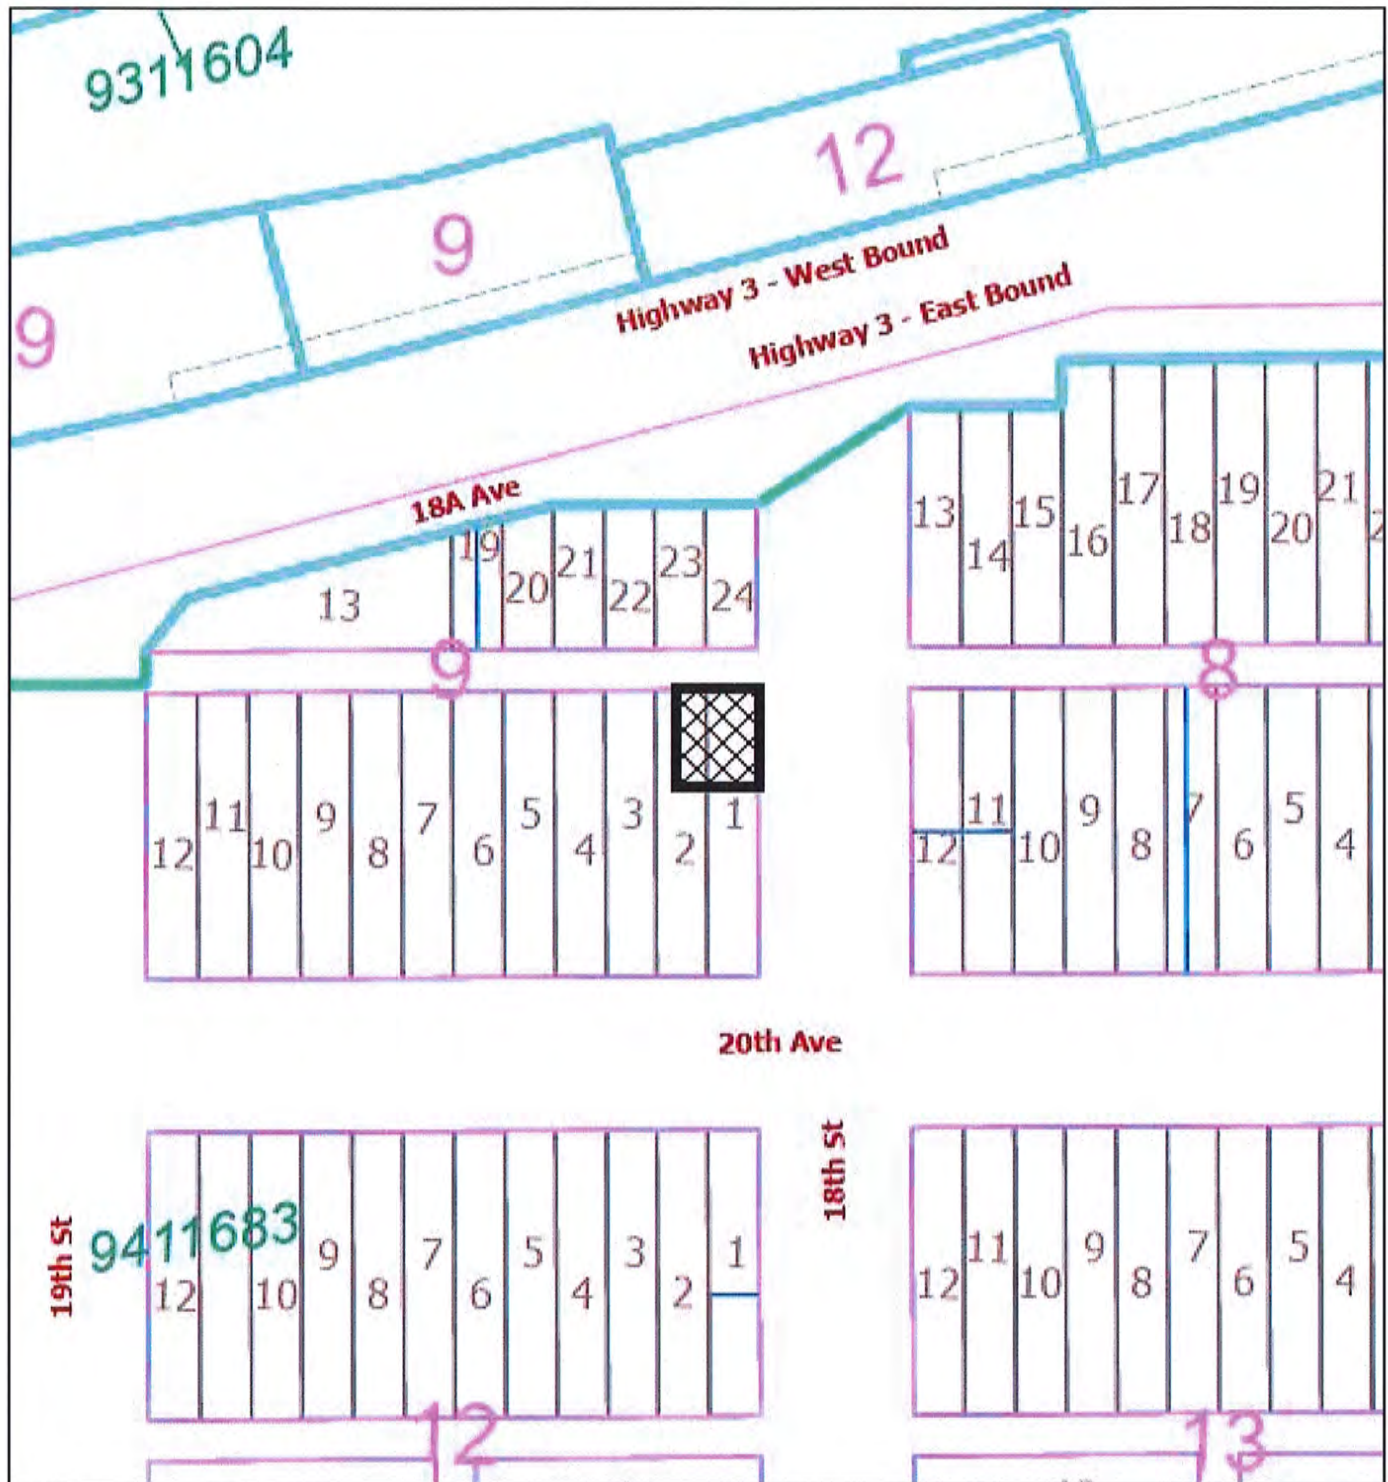 9311604
12
9
9
Highway 3 - West Bound
Highway 3 - East Bound
18A Ave
13 19 20 21 22 23 24
13 14 15 16 17 18 19 20 21
9
8
12 11 10 9 8 7 6 5 4 3 2 1
12 11 10 9 8 7 6 5 4
20th Ave
19th St
18th St
9411683
12 10 9 8 7 6 5 4 3 2 1
12 11 10 9 8 7 6 5 4
12
13